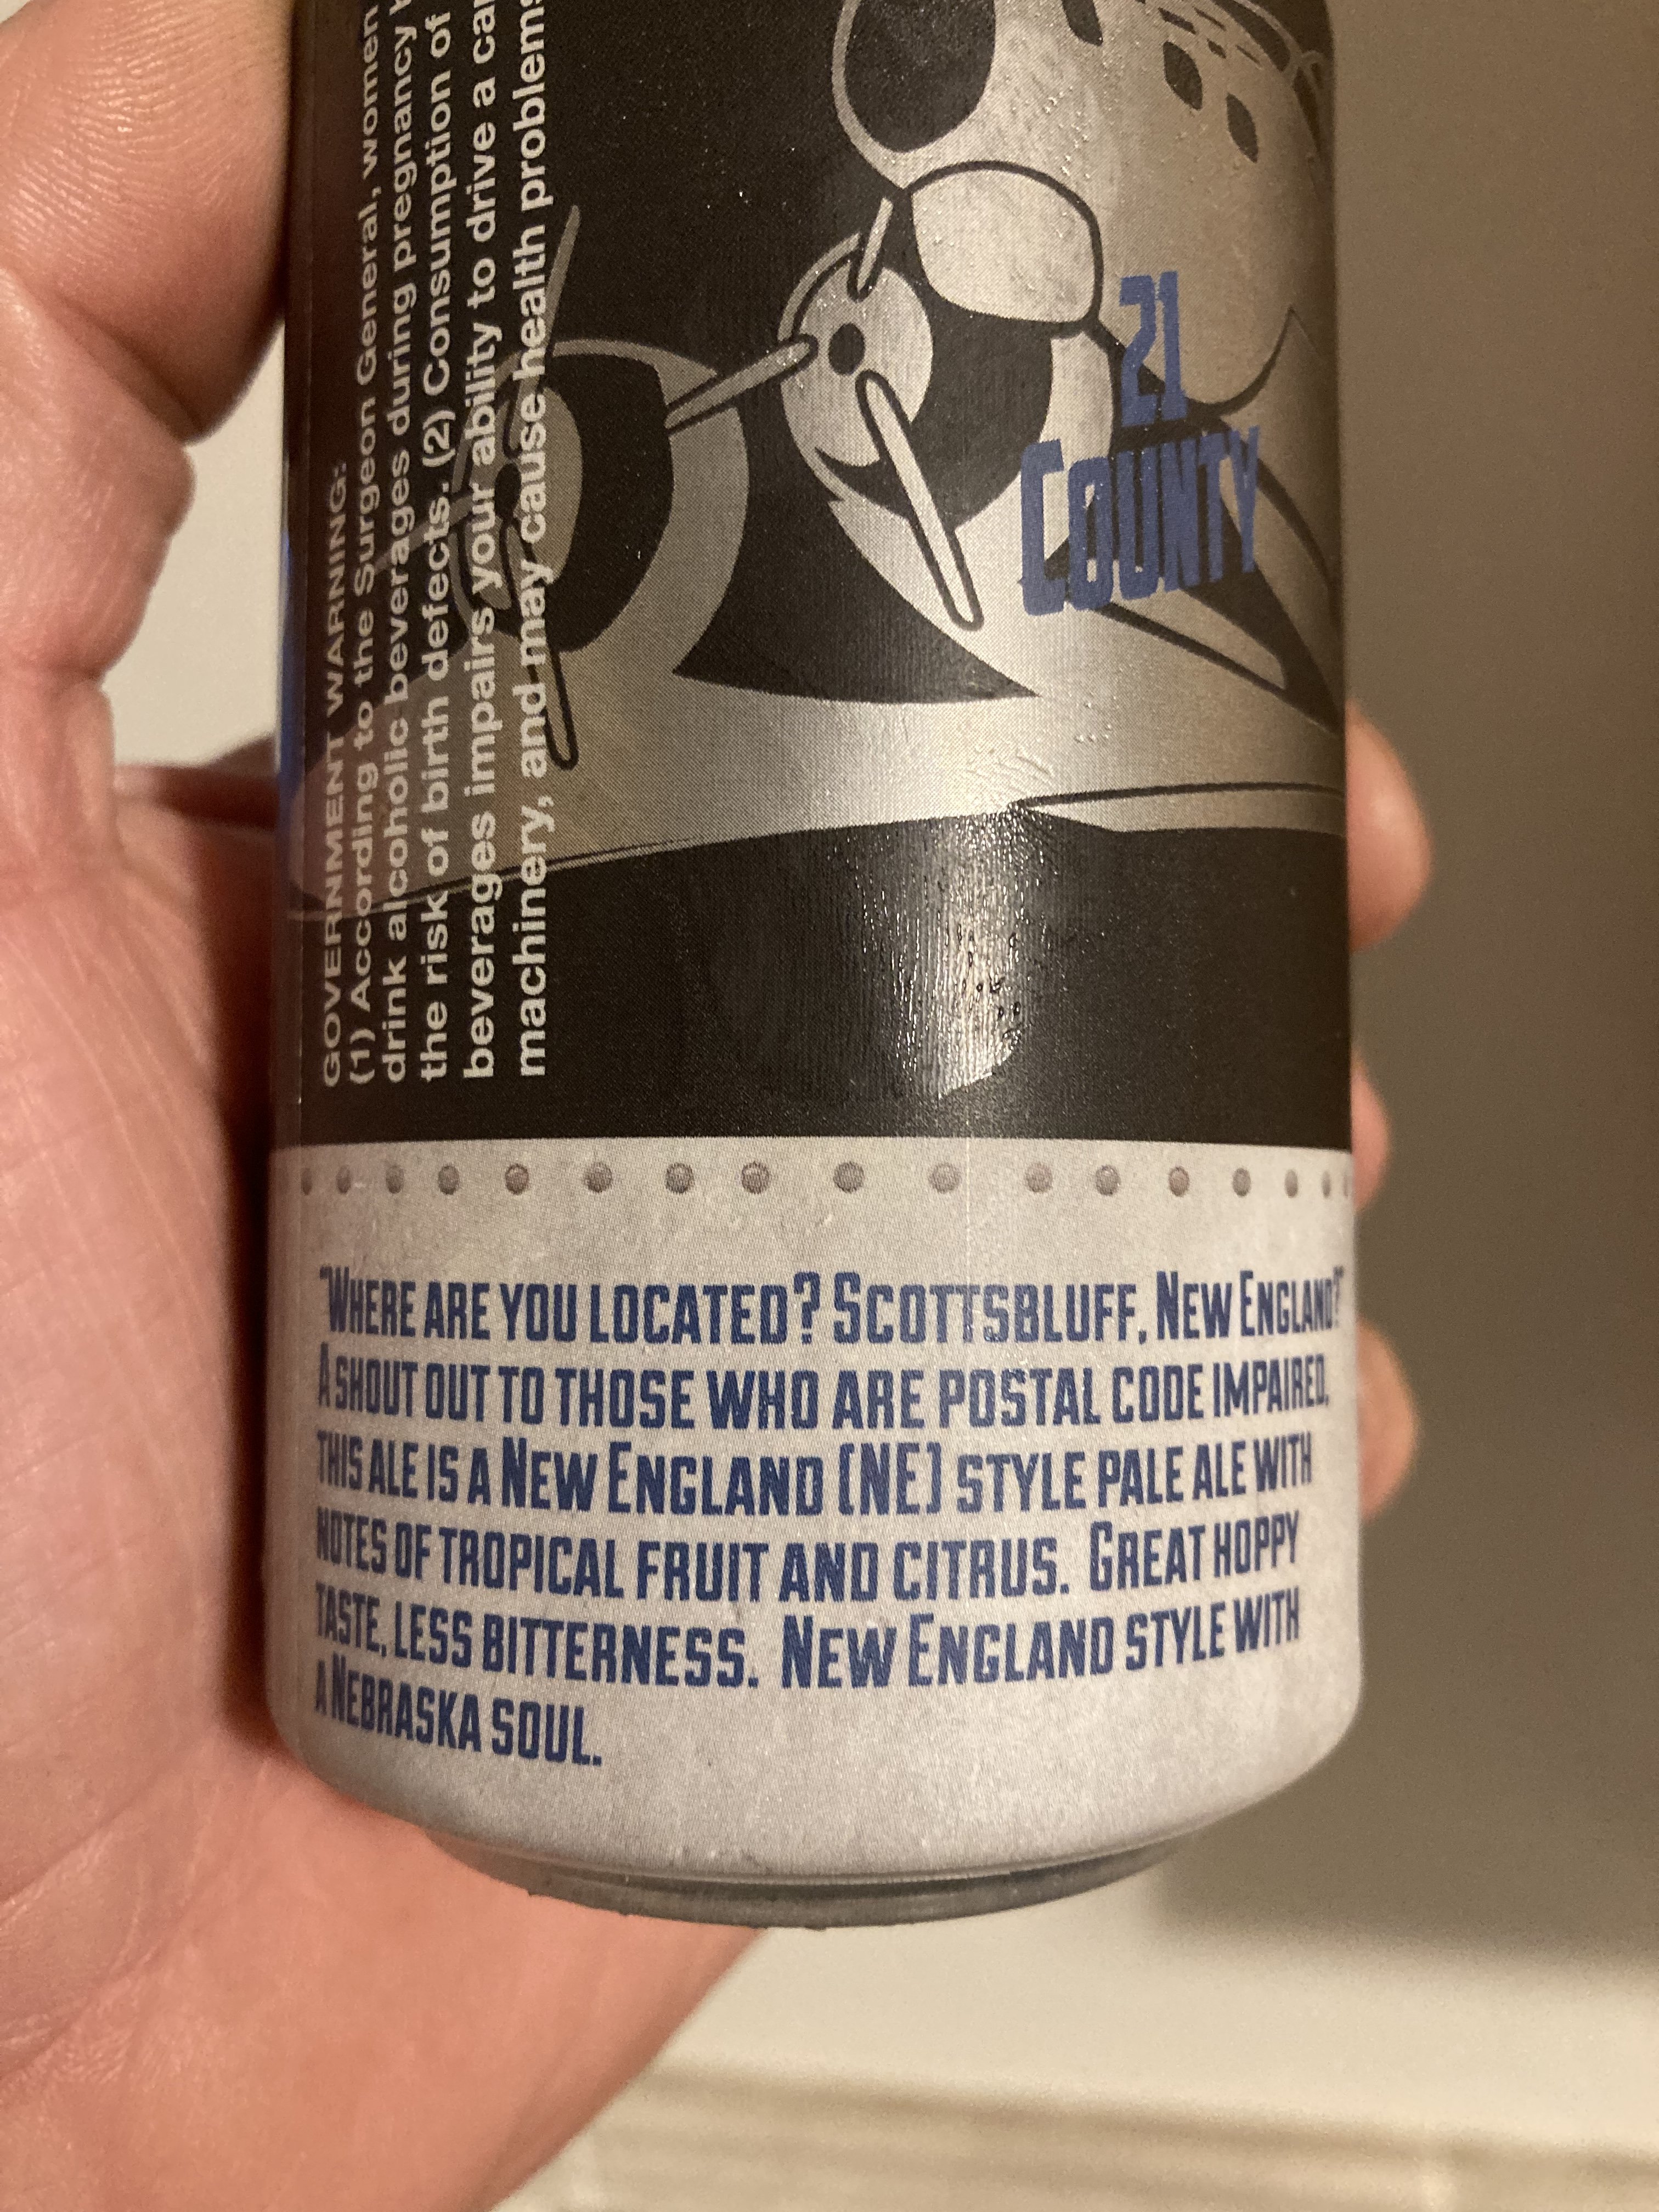 GOVERNMENT WARNING:
(1) According to the Surgeon General, women
drink alcoholic beverages during pregnancy
the risk of birth defects. (2) Consumption of
beverages impairs your ability to drive a car
machinery, and may cause health problems
21
COUNTY
"WHERE ARE YOU LOCATED? SCOTTSBLUFF, NEW ENGLAND?"
A SHOUT OUT TO THOSE WHO ARE POSTAL CODE IMPAIRED,
THIS ALE IS A NEW ENGLAND (NE) STYLE PALE ALE WITH
NOTES OF TROPICAL FRUIT AND CITRUS. GREAT HOPPY
TASTE, LESS BITTERNESS. NEW ENGLAND STYLE WITH
A NEBRASKA SOUL.